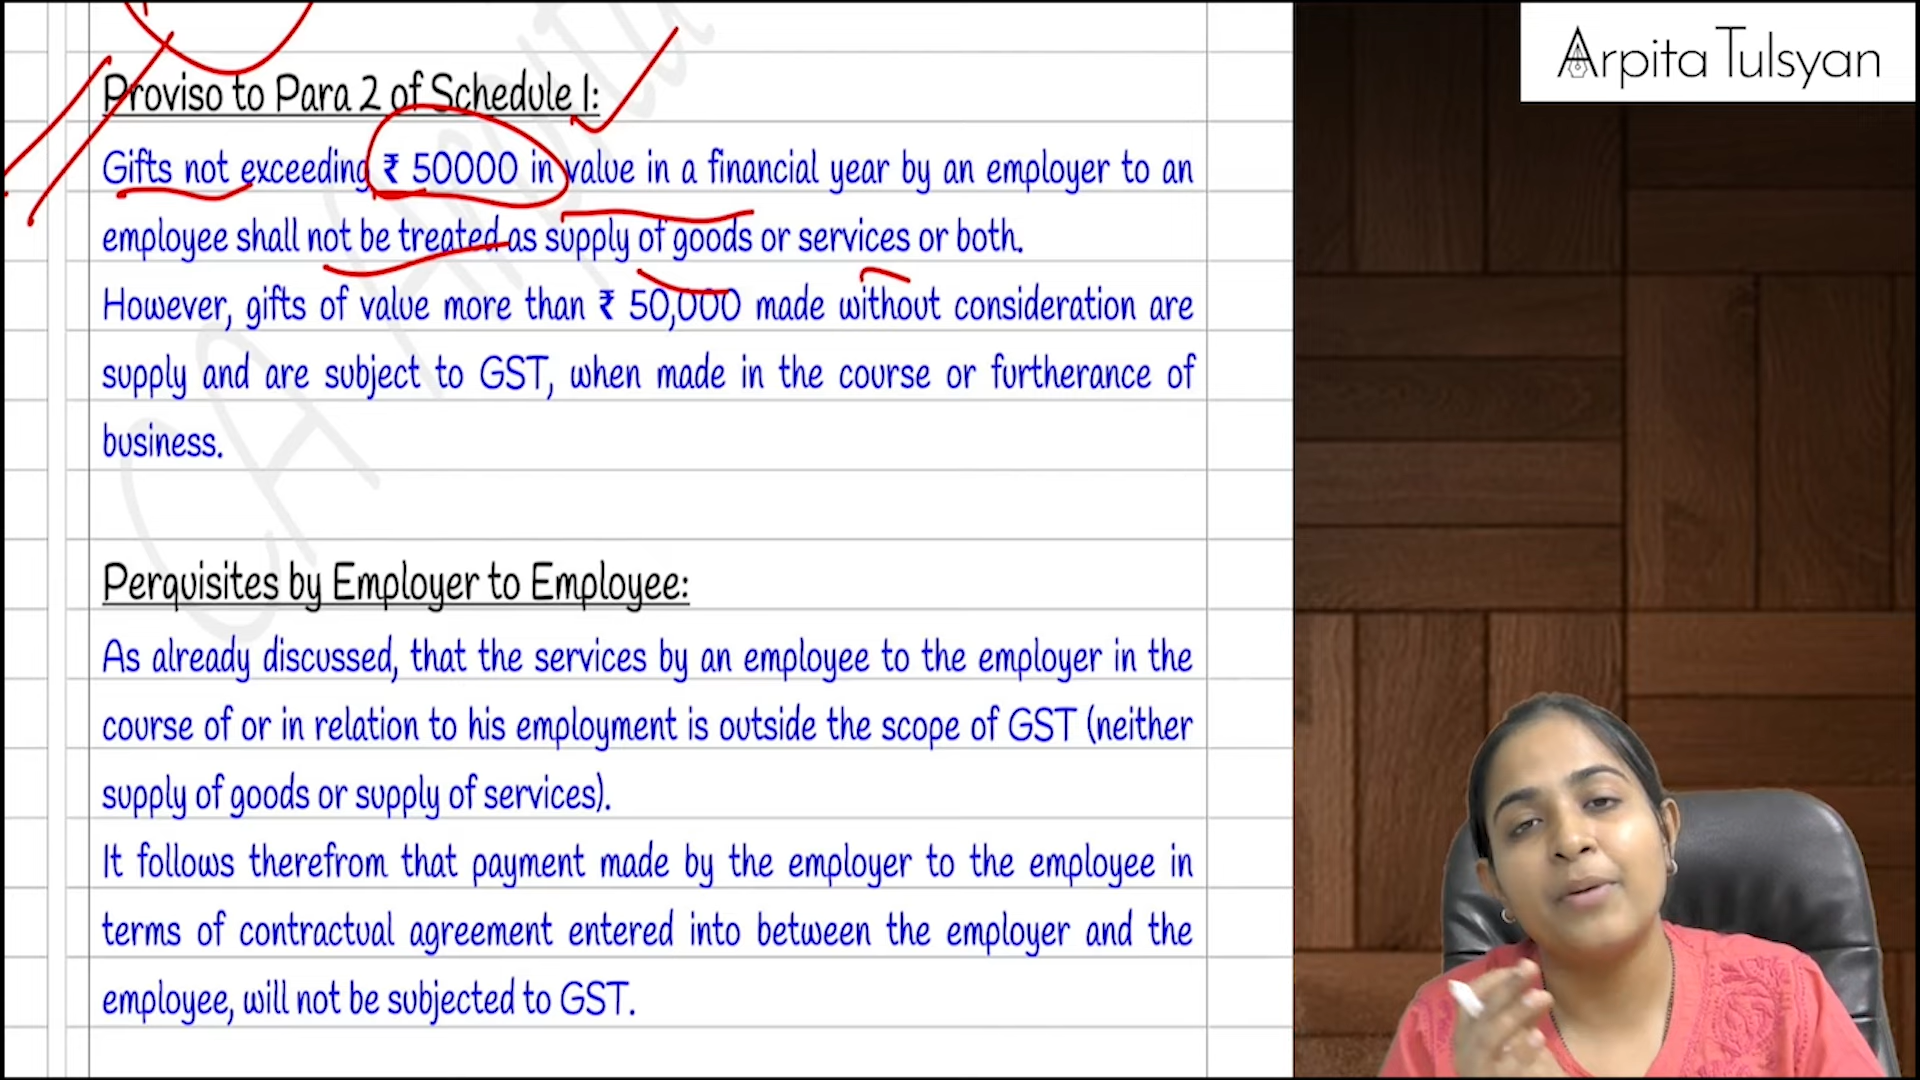 Arpita Tulsyan
Proviso to Para 2 of Schedule I:
Gifts not exceeding ₹ 50000 in value in a financial year by an employer to an
employee shall not be treated as supply of goods or services or both.
However, gifts of value more than ₹ 50,000 made without consideration are
supply and are subject to GST, when made in the course or furtherance of
business.
Perquisites by Employer to Employee:
As already discussed, that the services by an employee to the employer in the
course of or in relation to his employment is outside the scope of GST (neither
supply of goods or supply of services).
It follows therefrom that payment made by the employer to the employee in
terms of contractual agreement entered into between the employer and the
employee, will not be subjected to GST.
CA Arpita